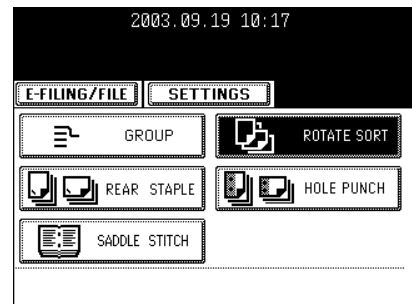 2003.09.19 10:17
E-FILING/FILE SETTINGS
GROUP ROTATE SORT
REAR STAPLE HOLE PUNCH
SADDLE STITCH